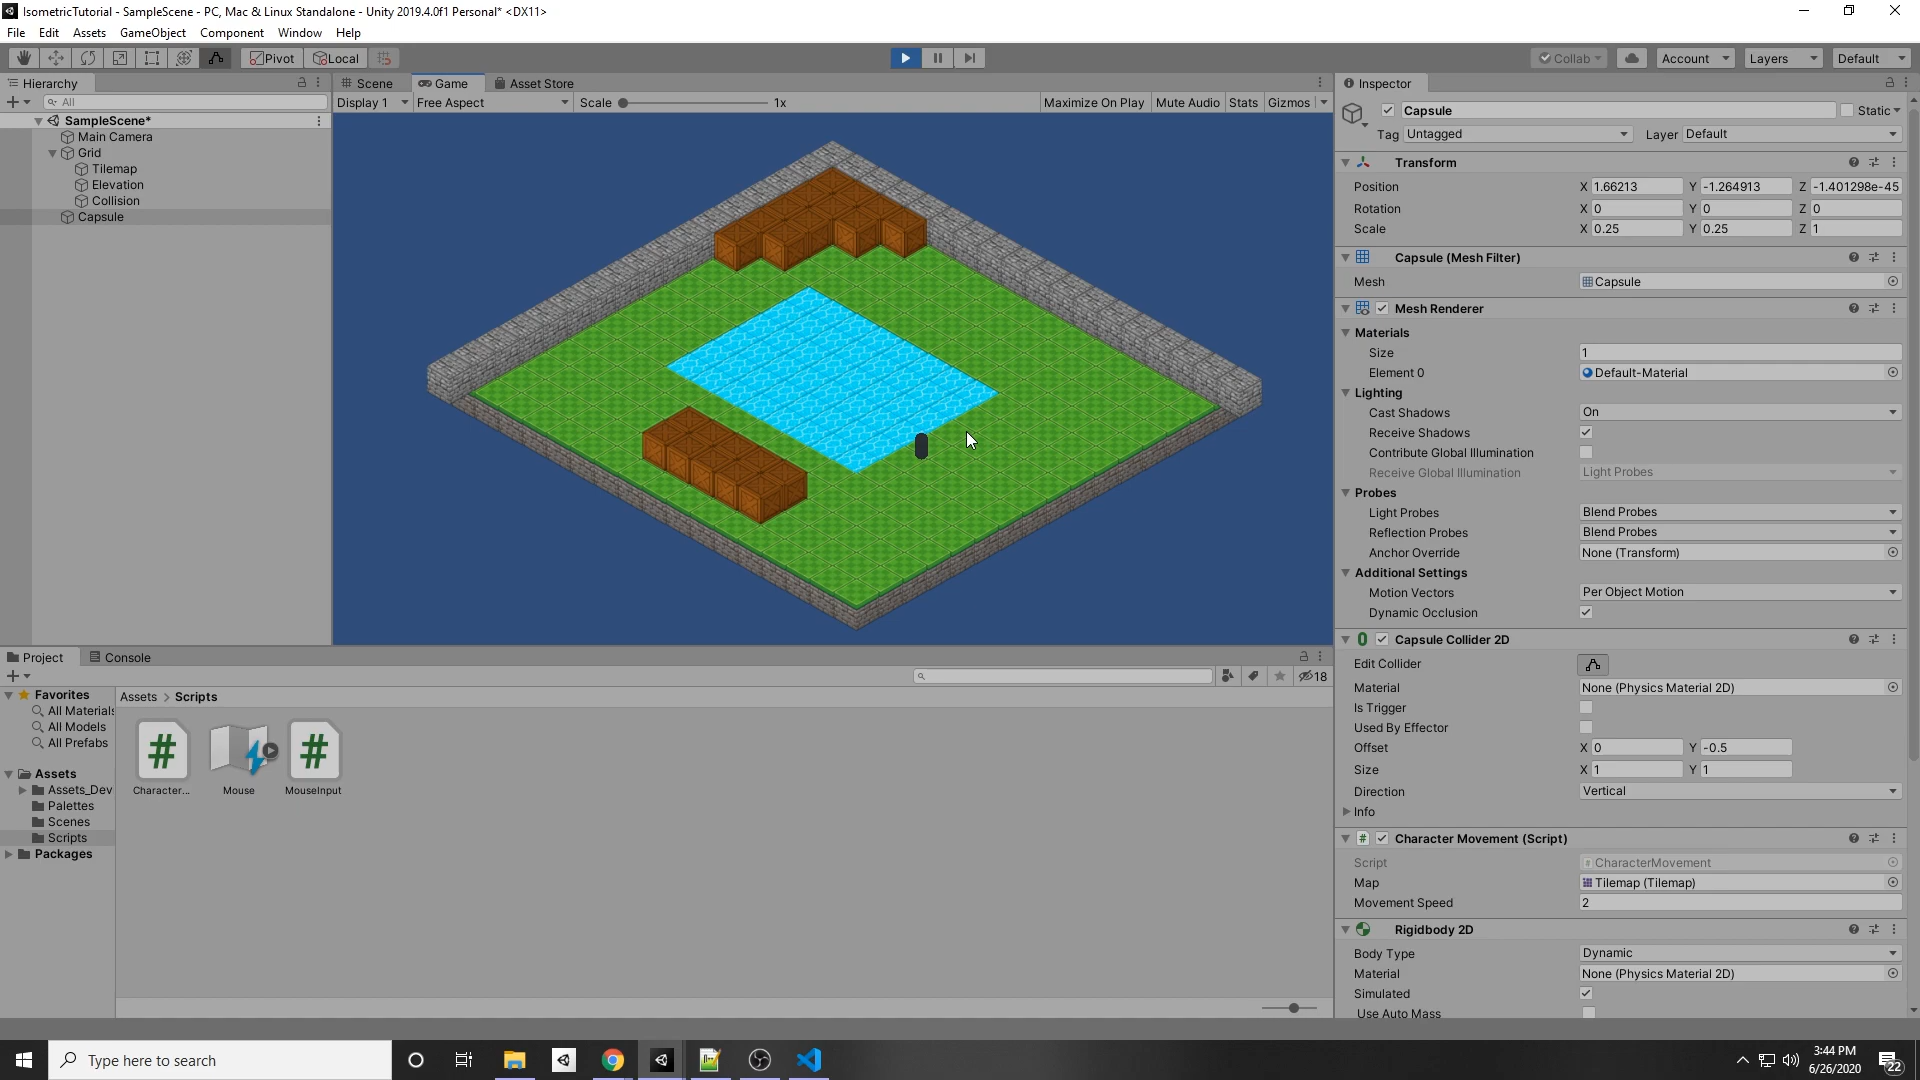 IsometricTutorial - SampleScene - PC, Mac & Linux Standalone - Unity 2019.4.0f1 Personal* <DX11>
File Edit Assets GameObject Component Window Help
Pivot Local Collab Account Layers Default
Hierarchy
All
SampleScene*
Main Camera
Grid
Tilemap
Elevation
Collision
Capsule
Scene Game Asset Store
Display 1 Free Aspect Scale 1x Maximize On Play Mute Audio Stats Gizmos
Inspector
Capsule Static
Tag Untagged Layer Default
Transform
Position X 1.66213 Y -1.264913 Z -1.401298e-45
Rotation X 0 Y 0 Z 0
Scale X 0.25 Y 0.25 Z 1
Capsule (Mesh Filter)
Mesh Capsule
Mesh Renderer
Materials
Size 1
Element 0 Default-Material
Lighting
Cast Shadows On
Receive Shadows
Contribute Global Illumination
Receive Global Illumination Light Probes
Probes
Light Probes Blend Probes
Reflection Probes Blend Probes
Anchor Override None (Transform)
Additional Settings
Motion Vectors Per Object Motion
Dynamic Occlusion
Capsule Collider 2D
Edit Collider
Material None (Physics Material 2D)
Is Trigger
Used By Effector
Offset X 0 Y -0.5
Size X 1 Y 1
Direction Vertical
Info
# Character Movement (Script)
Script # CharacterMovement
Map Tilemap (Tilemap)
Movement Speed 2
Rigidbody 2D
Body Type Dynamic
Material None (Physics Material 2D)
Simulated
Use Auto Mass
Project Console
18
Favorites
All Materials
All Models
All Prefabs
Assets
Assets_Dev
Palettes
Scenes
Scripts
Packages
Assets > Scripts
# #
Character... Mouse MouseInput
Type here to search
3:44 PM
6/26/2020
22